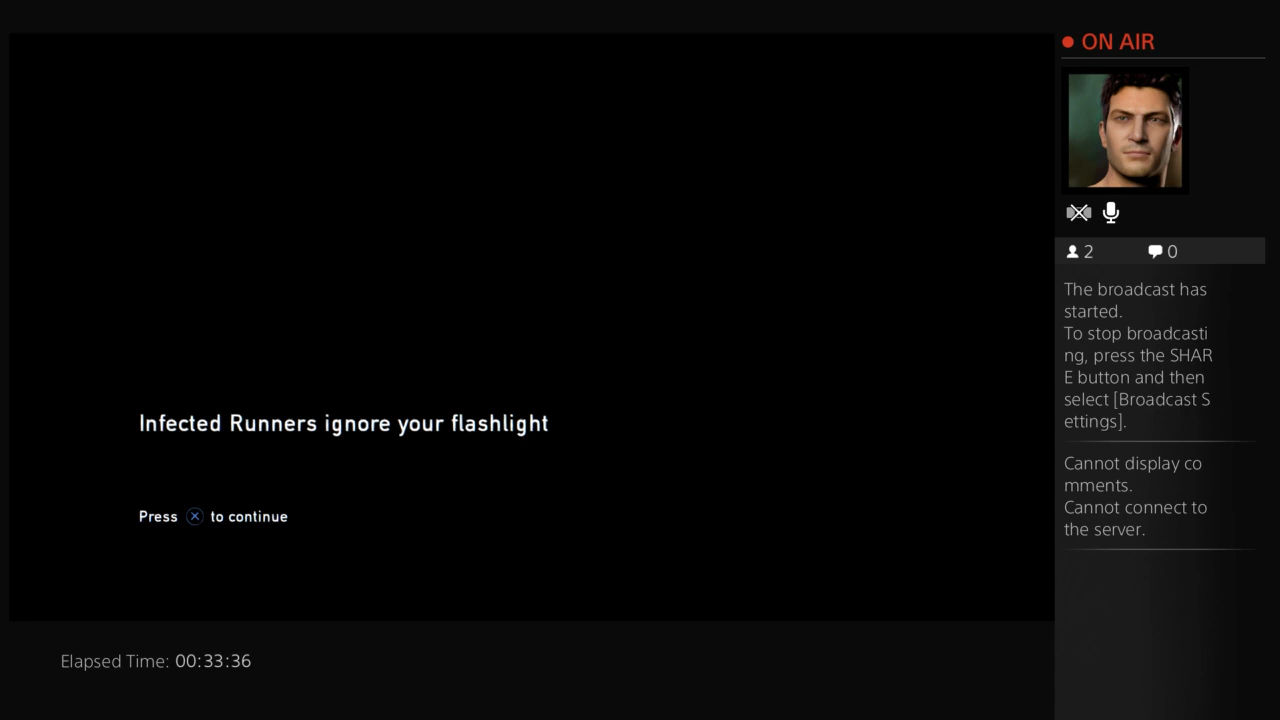 ON AIR
2 0
The broadcast has
started.
To stop broadcasti
ng, press the SHAR
E button and then
select [Broadcast S
ettings].
Cannot display co
mments.
Cannot connect to
the server.
Infected Runners ignore your flashlight
Press to continue
Elapsed Time: 00:33:36